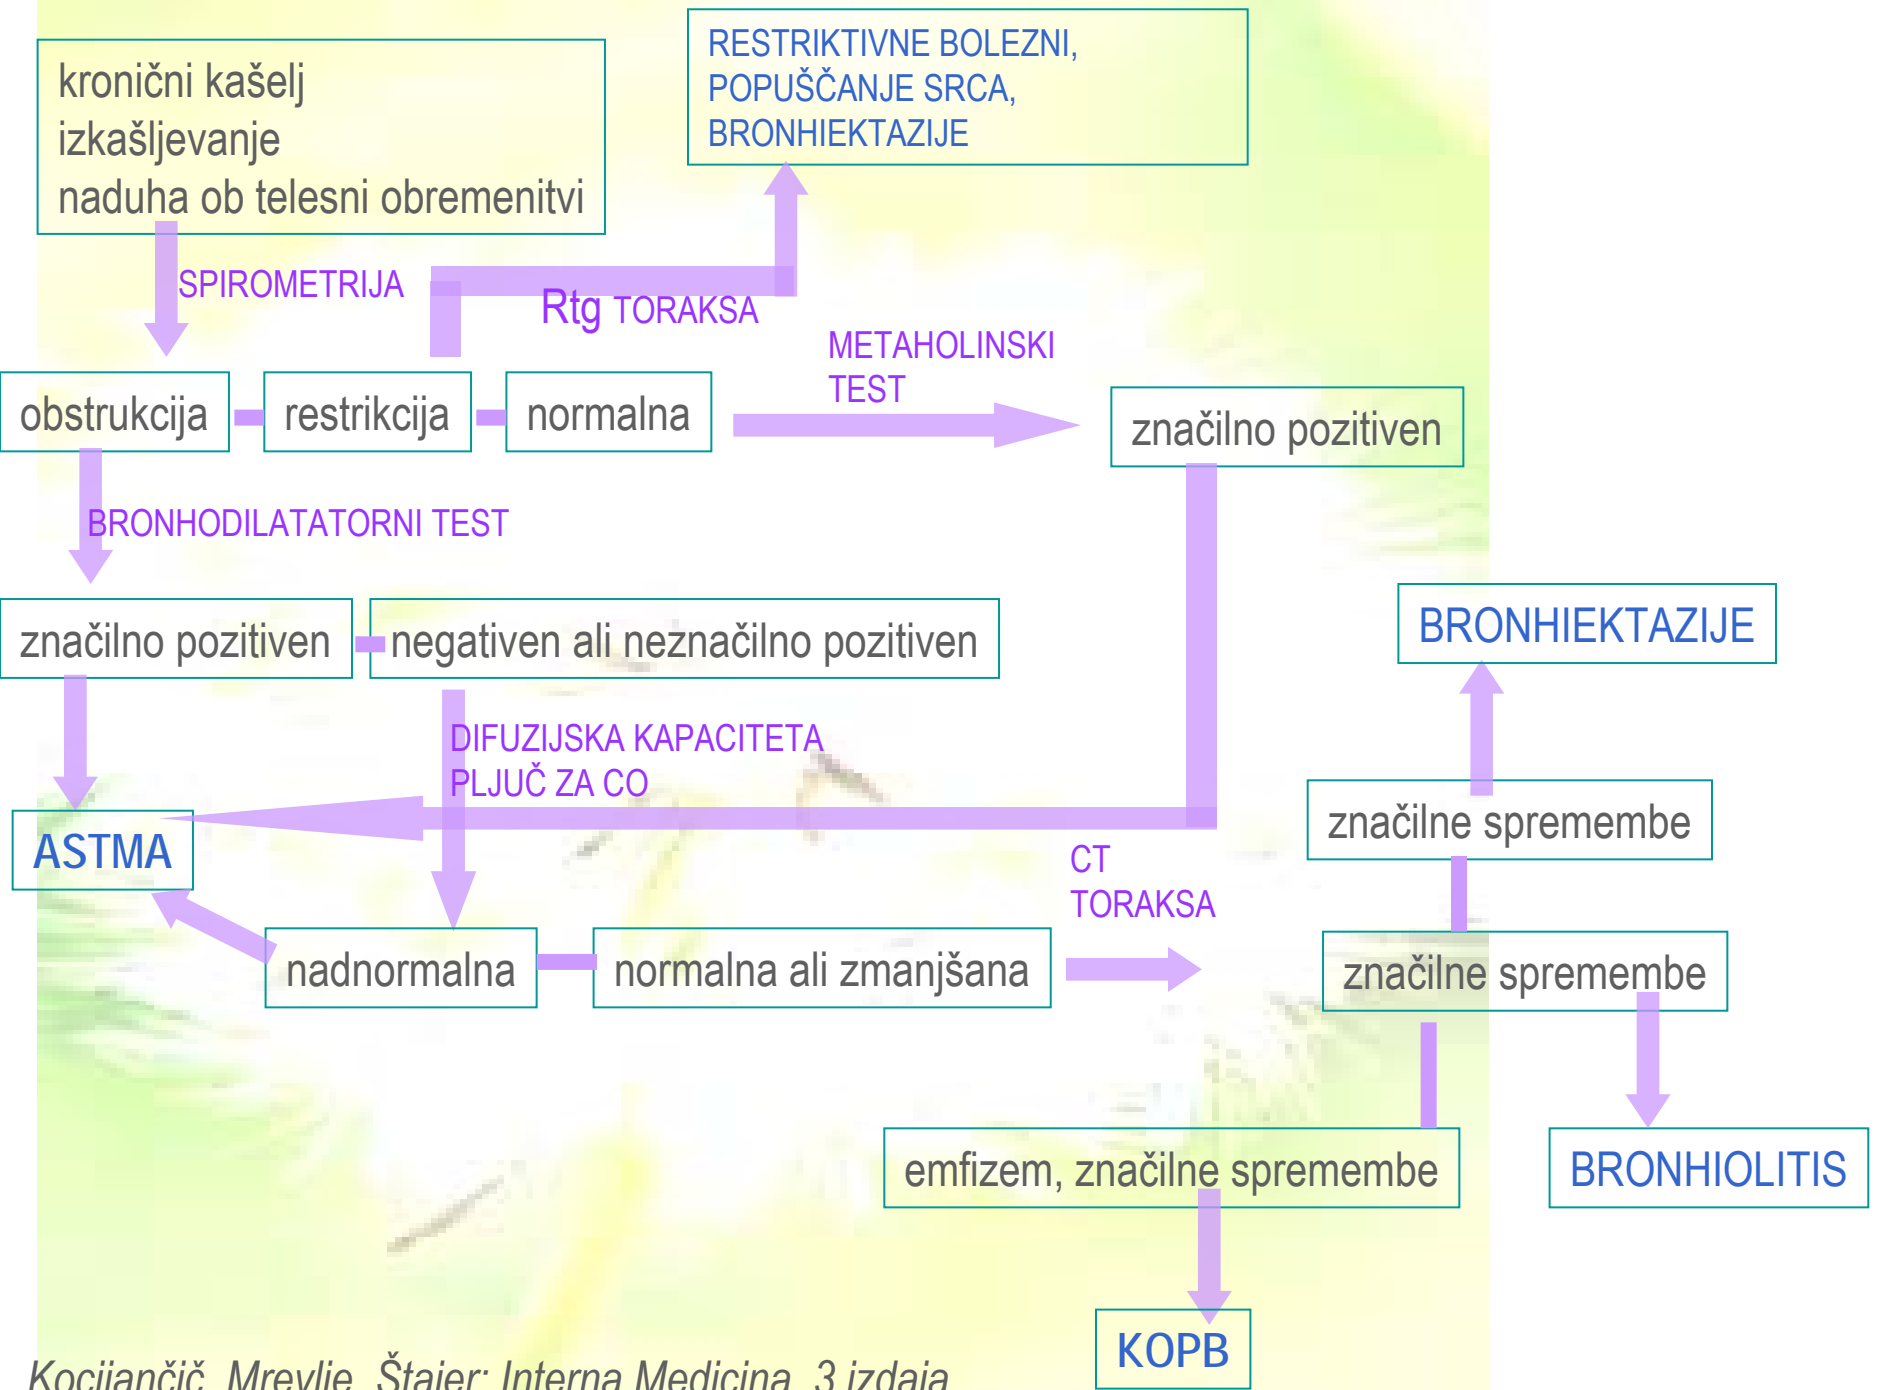 kronični kašelj
izkašljevanje
naduha ob telesni obremenitvi
RESTRIKTIVNE BOLEZNI,
POPUŠČANJE SRCA,
BRONHIEKTAZIJE
SPIROMETRIJA
Rtg TORAKSA
METAHOLINSKI
TEST
obstrukcija
restrikcija
normalna
značilno pozitiven
BRONHODILATATORNI TEST
značilno pozitiven
negativen ali neznačilno pozitiven
BRONHIEKTAZIJE
DIFUZIJSKA KAPACITETA
PLJUČ ZA CO
značilne spremembe
ASTMA
CT
TORAKSA
nadnormalna
normalna ali zmanjšana
značilne spremembe
emfizem, značilne spremembe
BRONHIOLITIS
KOPB
Kocijančič, Mrevlje, Štajer: Interna Medicina, 3 izdaja